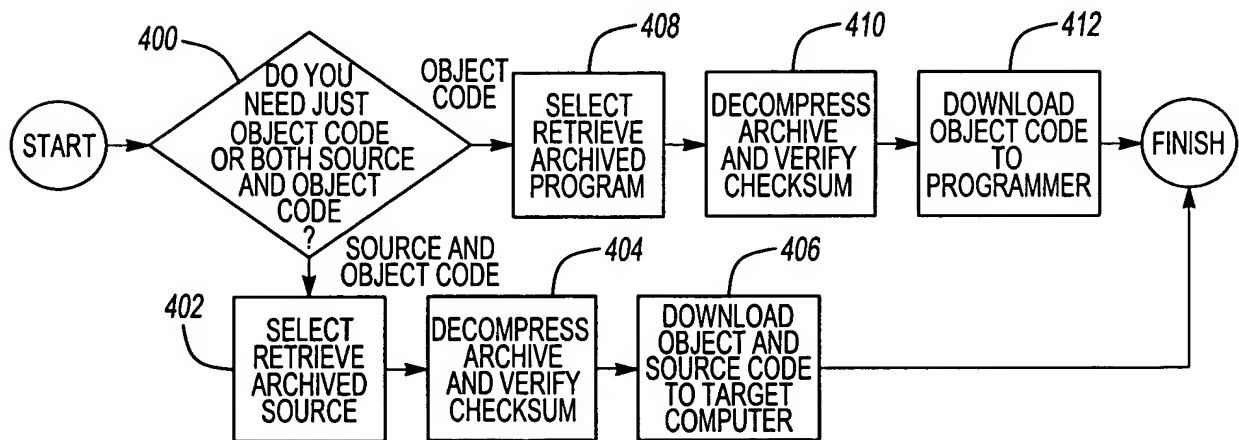 400
408
410
412
START
DO YOU
NEED JUST
OBJECT CODE
OR BOTH SOURCE
AND OBJECT
CODE
?
OBJECT
CODE
SELECT
RETRIEVE
ARCHIVED
PROGRAM
DECOMPRESS
ARCHIVE
AND VERIFY
CHECKSUM
DOWNLOAD
OBJECT CODE
TO
PROGRAMMER
FINISH
SOURCE AND
OBJECT CODE
402
404
406
SELECT
RETRIEVE
ARCHIVED
SOURCE
DECOMPRESS
ARCHIVE
AND VERIFY
CHECKSUM
DOWNLOAD
OBJECT AND
SOURCE CODE
TO TARGET
COMPUTER